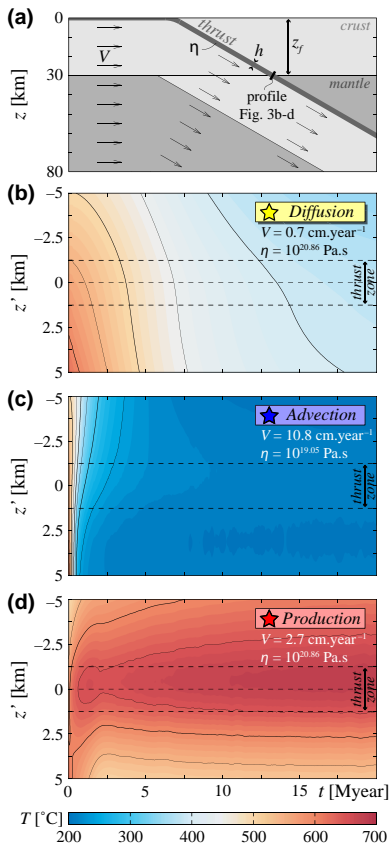 (a)
0
30
80
z [km]
V
η
thrust
h
z_f
crust
mantle
profile
Fig. 3b-d
(b)
−5
−2.5
0
2.5
5
z' [km]
Diffusion
V = 0.7 cm.year⁻¹
η = 10^20.86 Pa.s
thrust
zone
(c)
−5
−2.5
0
2.5
5
z' [km]
Advection
V = 10.8 cm.year⁻¹
η = 10^19.05 Pa.s
thrust
zone
(d)
−5
−2.5
0
2.5
5
z' [km]
Production
V = 2.7 cm.year⁻¹
η = 10^20.86 Pa.s
thrust
zone
0 5 10 15 t [Myear]
T [˚C]
200 300 400 500 600 700